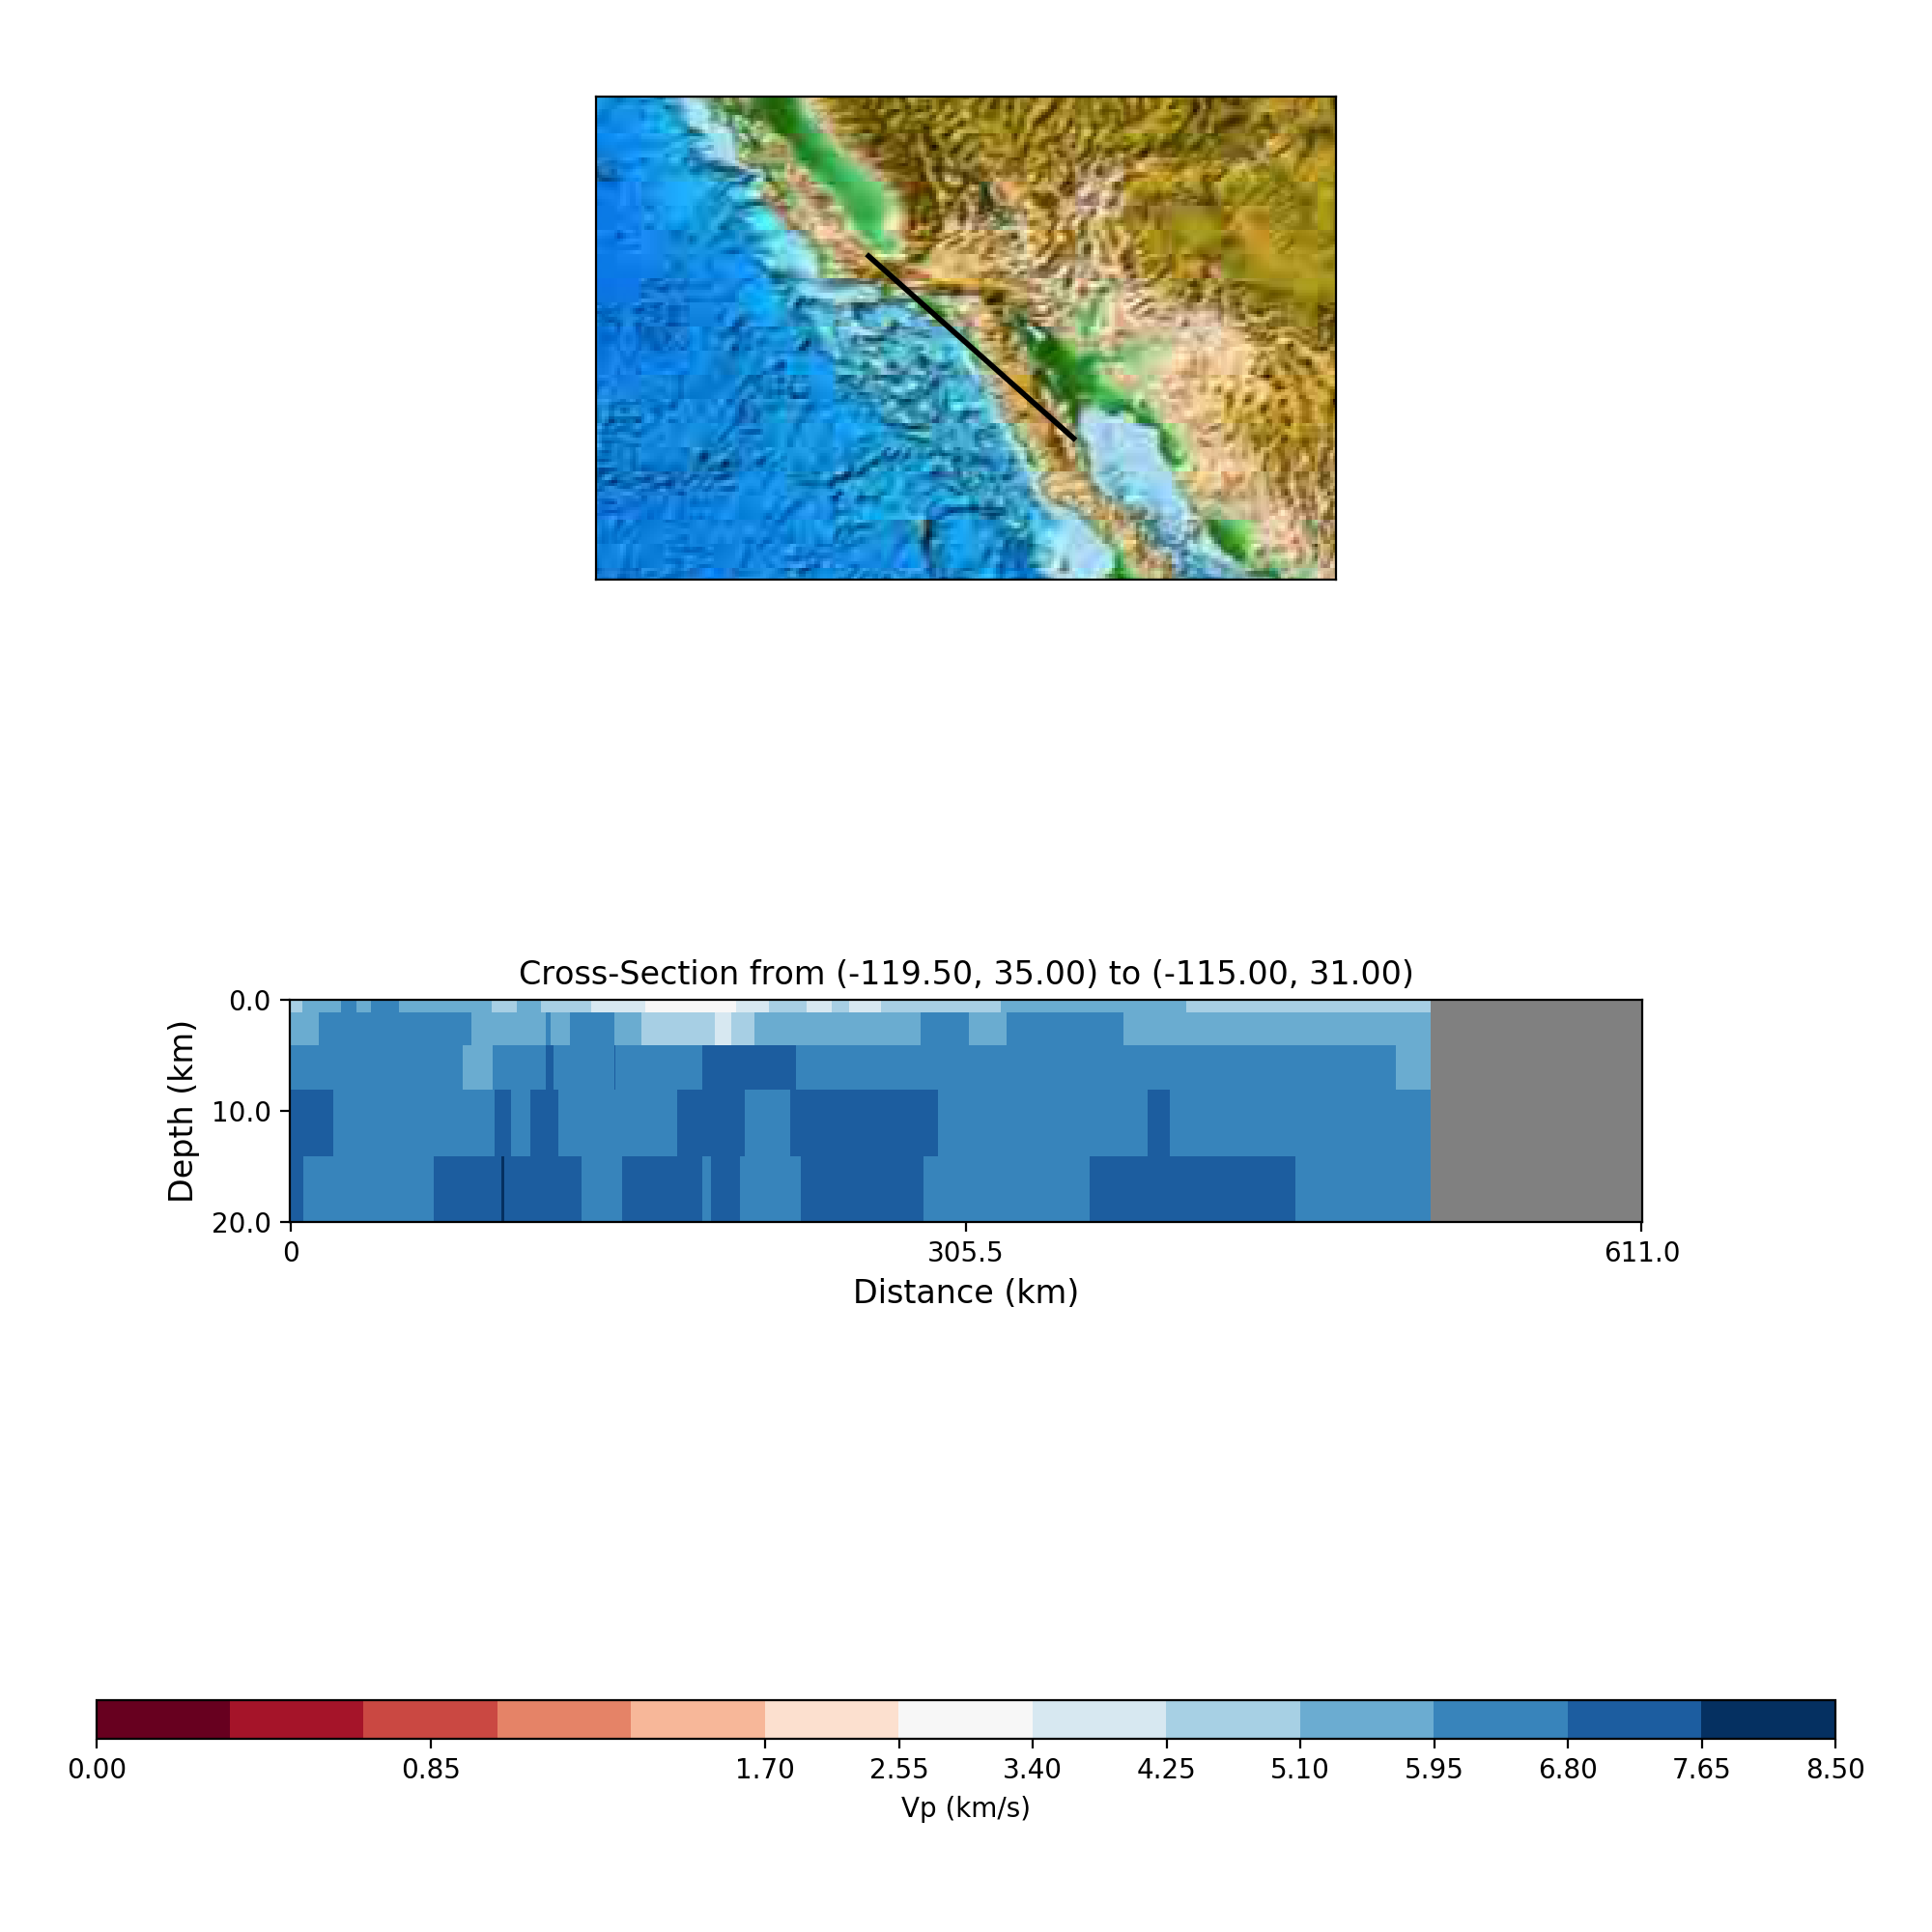 Cross-Section from (-119.50, 35.00) to (-115.00, 31.00)
0.0
10.0
20.0
Depth (km)
0 305.5 611.0
Distance (km)
0.00 0.85 1.70 2.55 3.40 4.25 5.10 5.95 6.80 7.65 8.50
Vp (km/s)